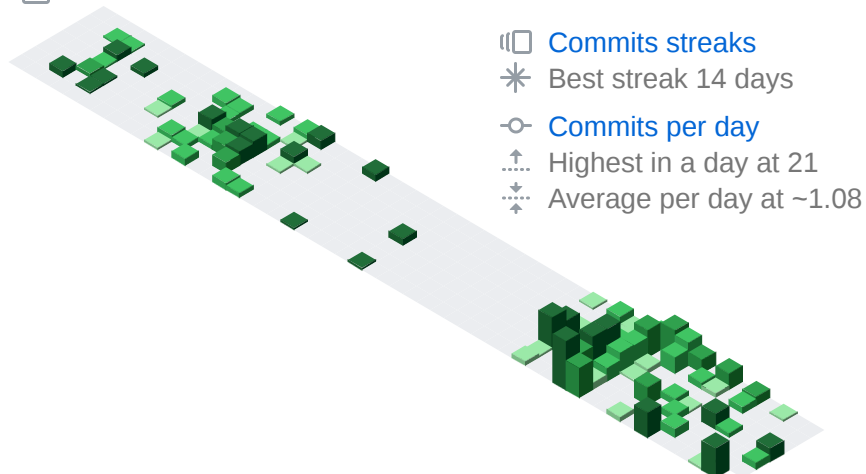 Commits streaks
Best streak 14 days
Commits per day
Highest in a day at 21
Average per day at ~1.08